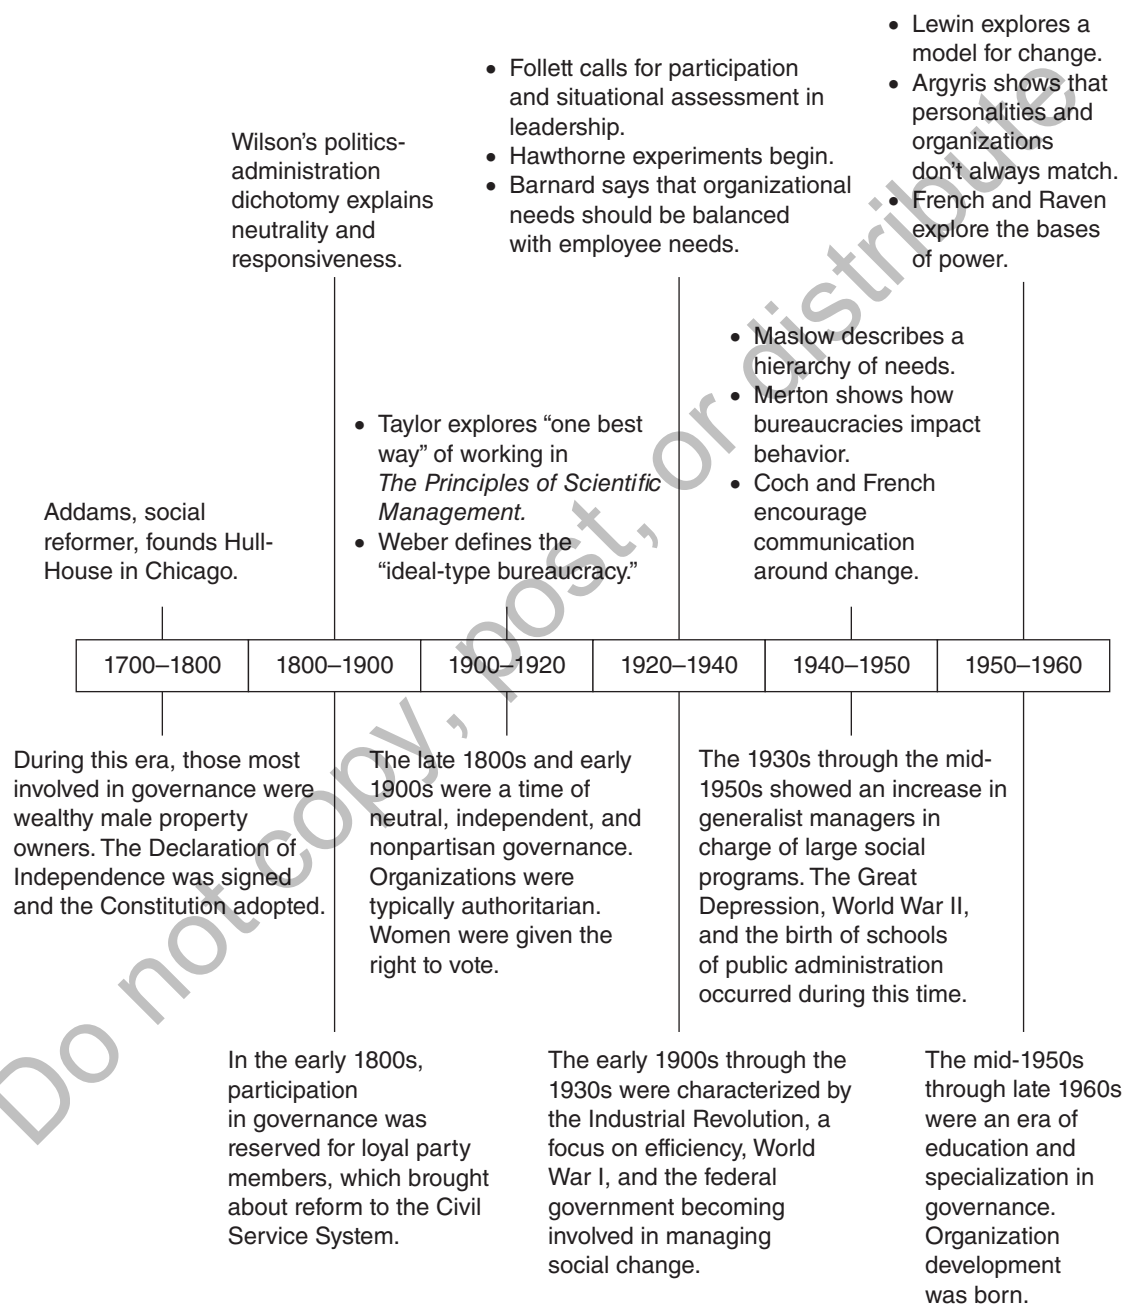 • Lewin explores a
model for change.
• Argyris shows that
personalities and
organizations
don't always match.
• French and Raven
explore the bases
of power.
• Follett calls for participation
and situational assessment in
leadership.
• Hawthorne experiments begin.
• Barnard says that organizational
needs should be balanced
with employee needs.
Wilson's politics-
administration
dichotomy explains
neutrality and
responsiveness.
• Maslow describes a
hierarchy of needs.
• Merton shows how
bureaucracies impact
behavior.
• Coch and French
encourage
communication
around change.
• Taylor explores “one best
way” of working in
The Principles of Scientific
Management.
• Weber defines the
“ideal-type bureaucracy.”
Addams, social
reformer, founds Hull-
House in Chicago.
1700–1800
1800–1900
1900–1920
1920–1940
1940–1950
1950–1960
During this era, those most
involved in governance were
wealthy male property
owners. The Declaration of
Independence was signed
and the Constitution adopted.
The late 1800s and early
1900s were a time of
neutral, independent, and
nonpartisan governance.
Organizations were
typically authoritarian.
Women were given the
right to vote.
The 1930s through the mid-
1950s showed an increase in
generalist managers in
charge of large social
programs. The Great
Depression, World War II,
and the birth of schools
of public administration
occurred during this time.
In the early 1800s,
participation
in governance was
reserved for loyal party
members, which brought
about reform to the Civil
Service System.
The early 1900s through the
1930s were characterized by
the Industrial Revolution, a
focus on efficiency, World
War I, and the federal
government becoming
involved in managing
social change.
The mid-1950s
through late 1960s
were an era of
education and
specialization in
governance.
Organization
development
was born.
Do not copy, post, or distribute